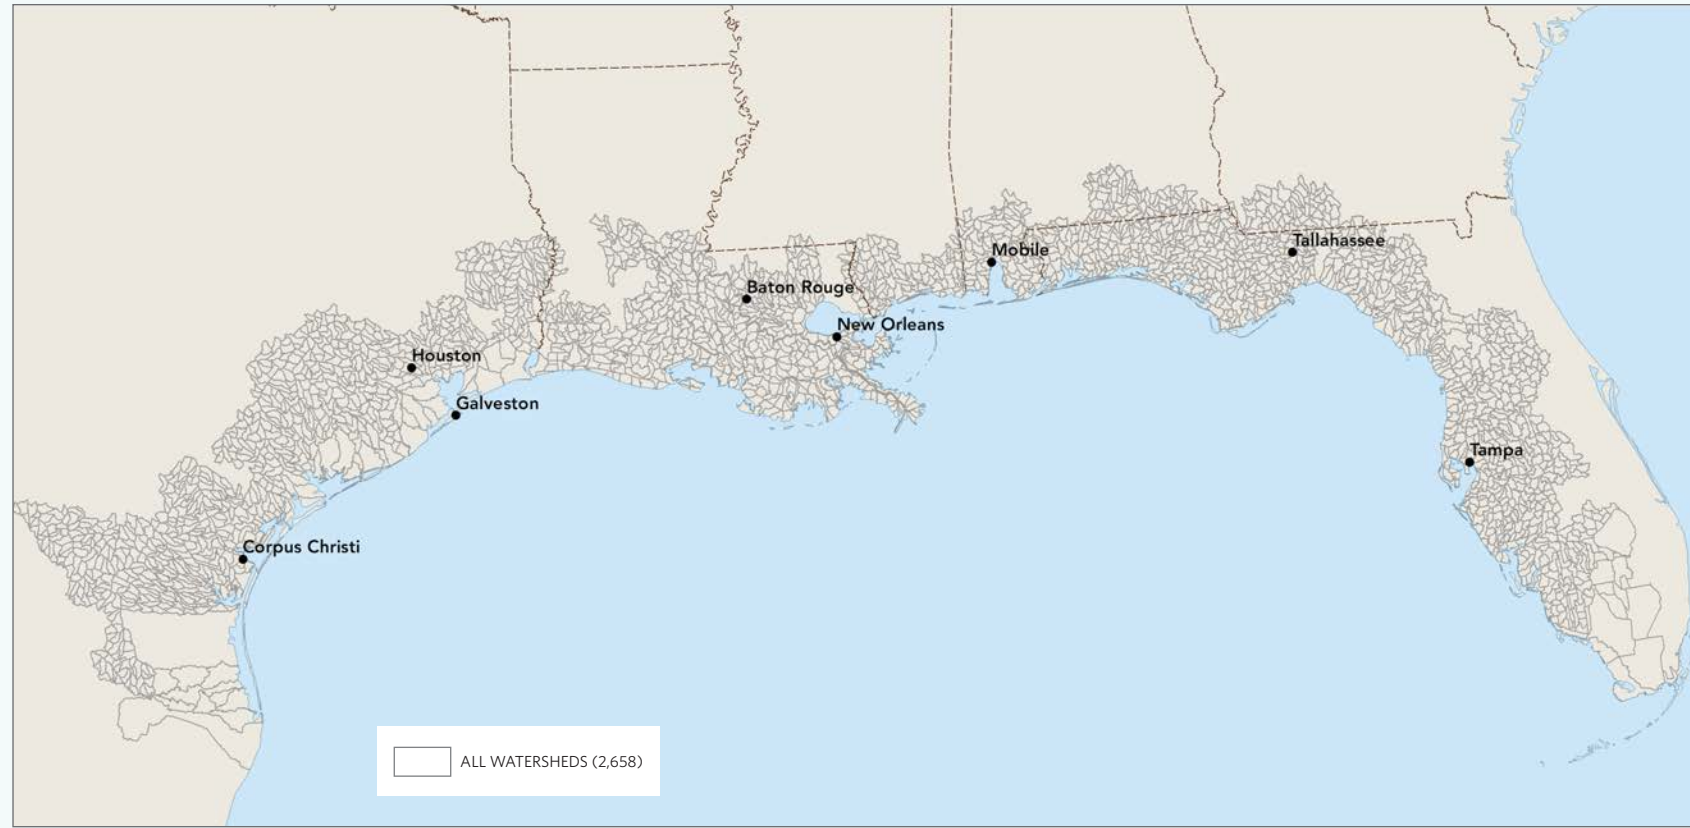 Tallahassee
Mobile
Baton Rouge
New Orleans
Houston
Galveston
Tampa
Corpus Christi
ALL WATERSHEDS (2,658)